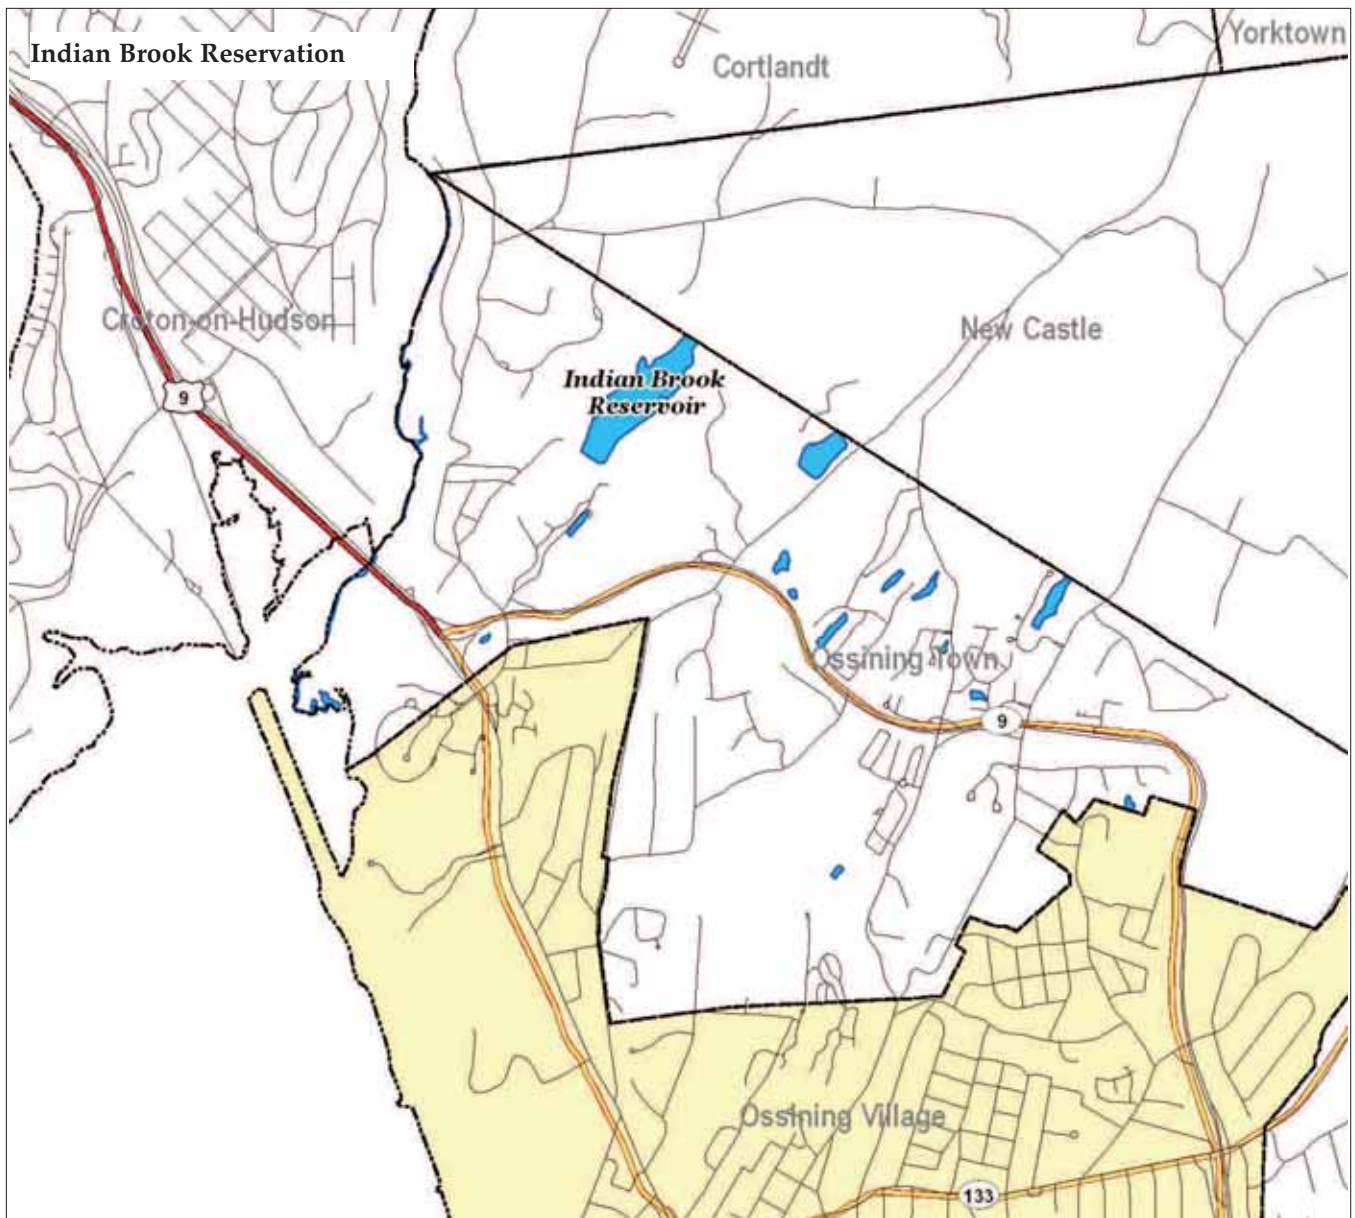 Indian Brook Reservation
Yorktown
Cortlandt
Croton-on-Hudson
New Castle
Indian Brook
Reservoir
9
Ossining Town
9
Ossining Village
133